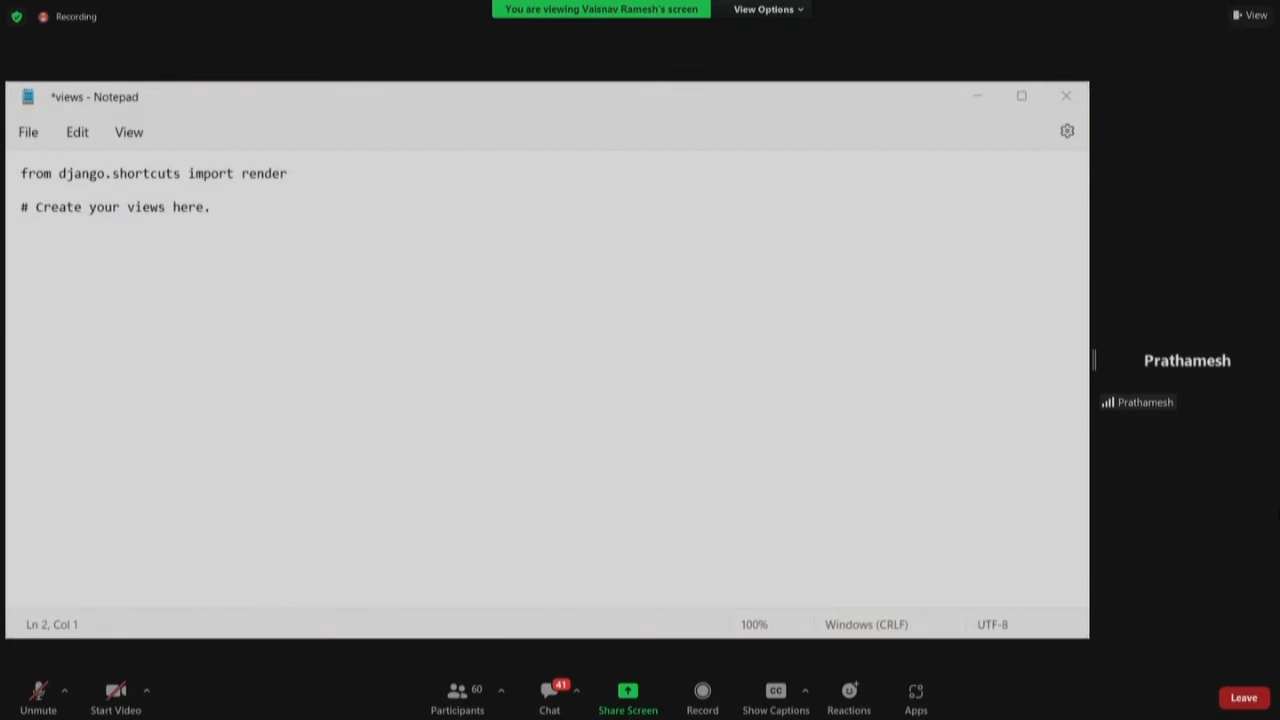 Recording
You are viewing Vaisnav Ramesh's screen
View Options
View
*views - Notepad
File Edit View
from django.shortcuts import render
# Create your views here.
Prathamesh
Prathamesh
Ln 2, Col 1
100%
Windows (CRLF)
UTF-8
Unmute
Start Video
60
Participants
41
Chat
Share Screen
Record
CC
Show Captions
Reactions
Apps
Leave